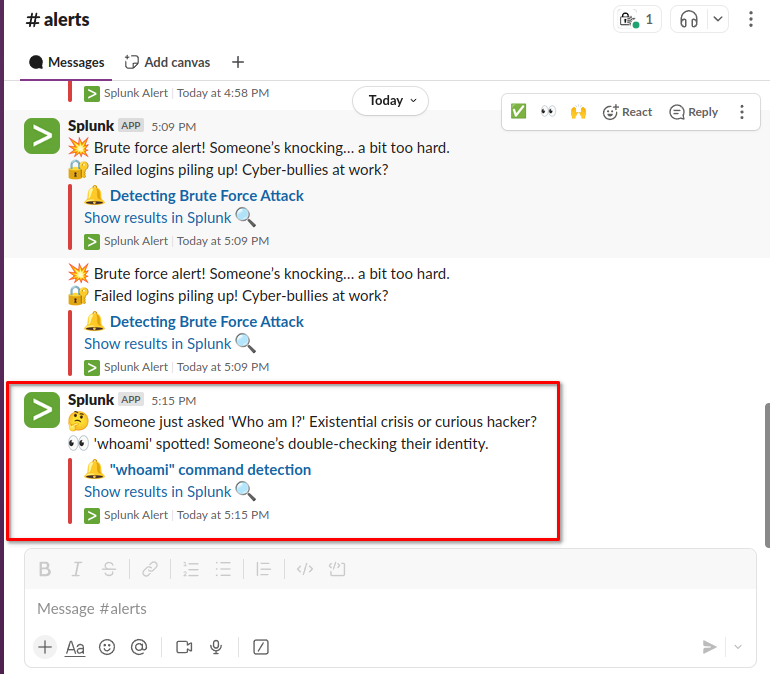 # alerts
1
Messages
Add canvas
Splunk Alert | Today at 4:58 PM
Today
React
Reply
Splunk APP 5:09 PM
💥 Brute force alert! Someone's knocking... a bit too hard.
🔐 Failed logins piling up! Cyber-bullies at work?
🔔 Detecting Brute Force Attack
Show results in Splunk 🔍
Splunk Alert | Today at 5:09 PM
💥 Brute force alert! Someone's knocking... a bit too hard.
🔐 Failed logins piling up! Cyber-bullies at work?
🔔 Detecting Brute Force Attack
Show results in Splunk 🔍
Splunk Alert | Today at 5:09 PM
Splunk APP 5:15 PM
🤔 Someone just asked 'Who am I?' Existential crisis or curious hacker?
👀 'whoami' spotted! Someone's double-checking their identity.
🔔 "whoami" command detection
Show results in Splunk 🔍
Splunk Alert | Today at 5:15 PM
B I S
Message #alerts
Aa